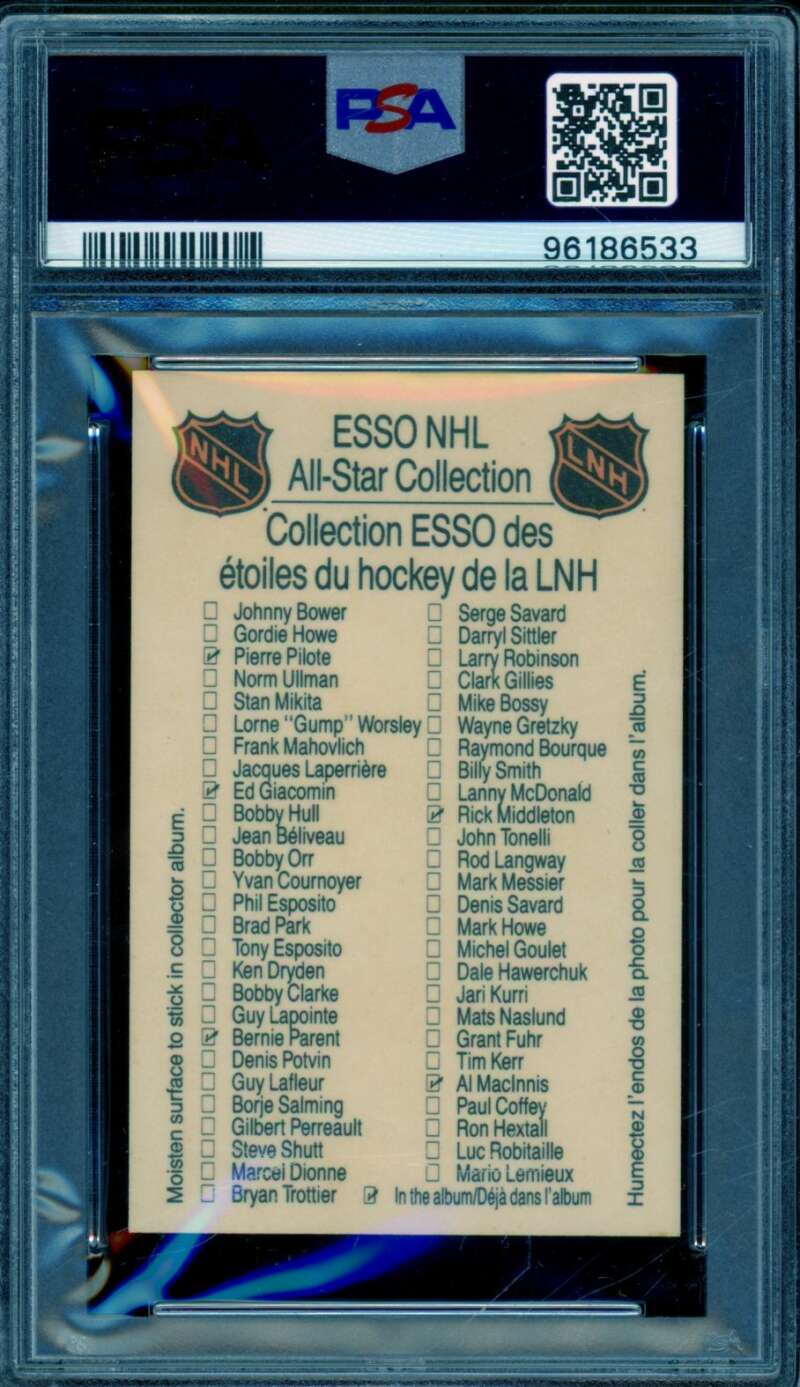 PSA
96186533
NHL
ESSO NHL
All-Star Collection
LNH
Collection ESSO des
étoiles du hockey de la LNH
☐ Johnny Bower
☐ Gordie Howe
☑ Pierre Pilote
☐ Norm Ullman
☐ Stan Mikita
☐ Lorne "Gump" Worsley
☐ Frank Mahovlich
☐ Jacques Laperrière
☑ Ed Giacomin
☐ Bobby Hull
☐ Jean Béliveau
☐ Bobby Orr
☐ Yvan Cournoyer
☐ Phil Esposito
☐ Brad Park
☐ Tony Esposito
☐ Ken Dryden
☐ Bobby Clarke
☐ Guy Lapointe
☑ Bernie Parent
☐ Denis Potvin
☐ Guy Lafleur
☐ Borje Salming
☐ Gilbert Perreault
☐ Steve Shutt
☐ Marcel Dionne
☐ Bryan Trottier
☐ Serge Savard
☐ Darryl Sittler
☐ Larry Robinson
☐ Clark Gillies
☐ Mike Bossy
☐ Wayne Gretzky
☐ Raymond Bourque
☐ Billy Smith
☐ Lanny McDonald
☑ Rick Middleton
☐ John Tonelli
☐ Rod Langway
☐ Mark Messier
☐ Denis Savard
☐ Mark Howe
☐ Michel Goulet
☐ Dale Hawerchuk
☐ Jari Kurri
☐ Mats Naslund
☐ Grant Fuhr
☐ Tim Kerr
☑ Al MacInnis
☐ Paul Coffey
☐ Ron Hextall
☐ Luc Robitaille
☐ Mario Lemieux
☑ In the album/Déjà dans l'album
Moisten surface to stick in collector album.
Humectez l'endos de la photo pour la coller dans l'album.